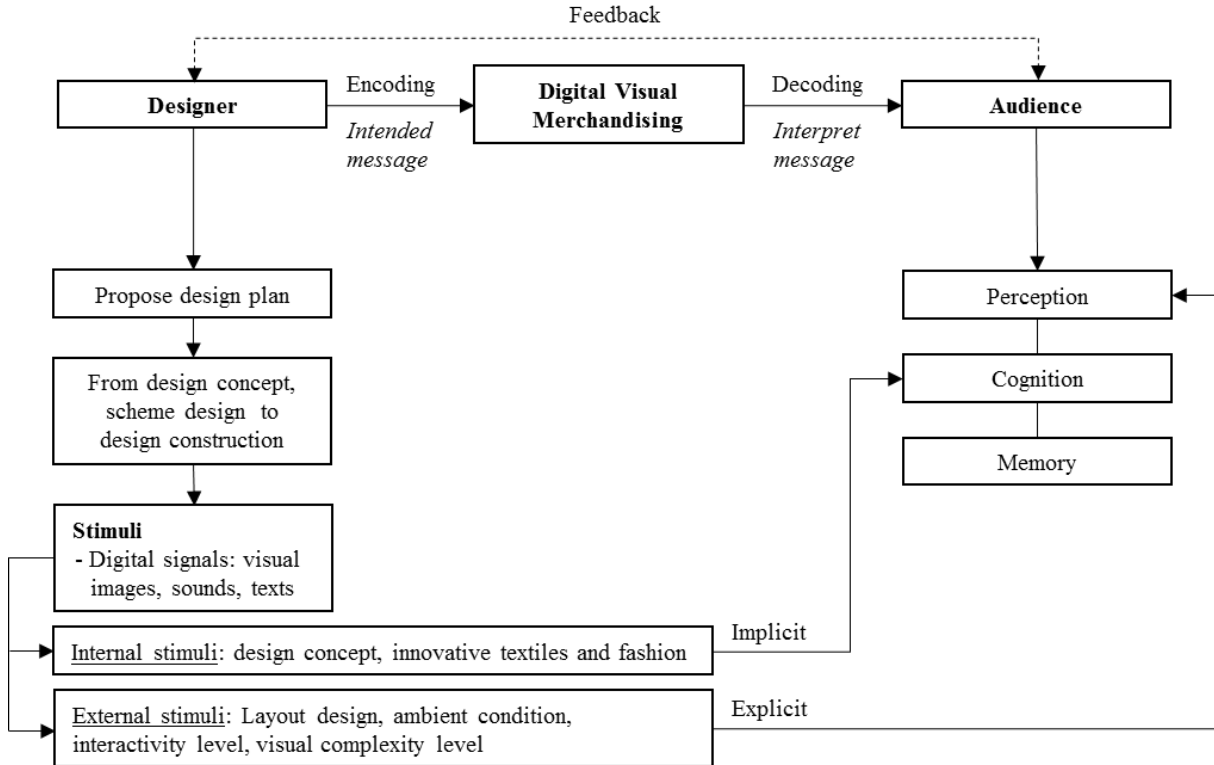 Feedback
Designer
Encoding
Intended
message
Digital Visual
Merchandising
Decoding
Interpret
message
Audience
Propose design plan
From design concept,
scheme design to
design construction
Stimuli
- Digital signals: visual
images, sounds, texts
Internal stimuli: design concept, innovative textiles and fashion
Implicit
External stimuli: Layout design, ambient condition,
interactivity level, visual complexity level
Explicit
Perception
Cognition
Memory